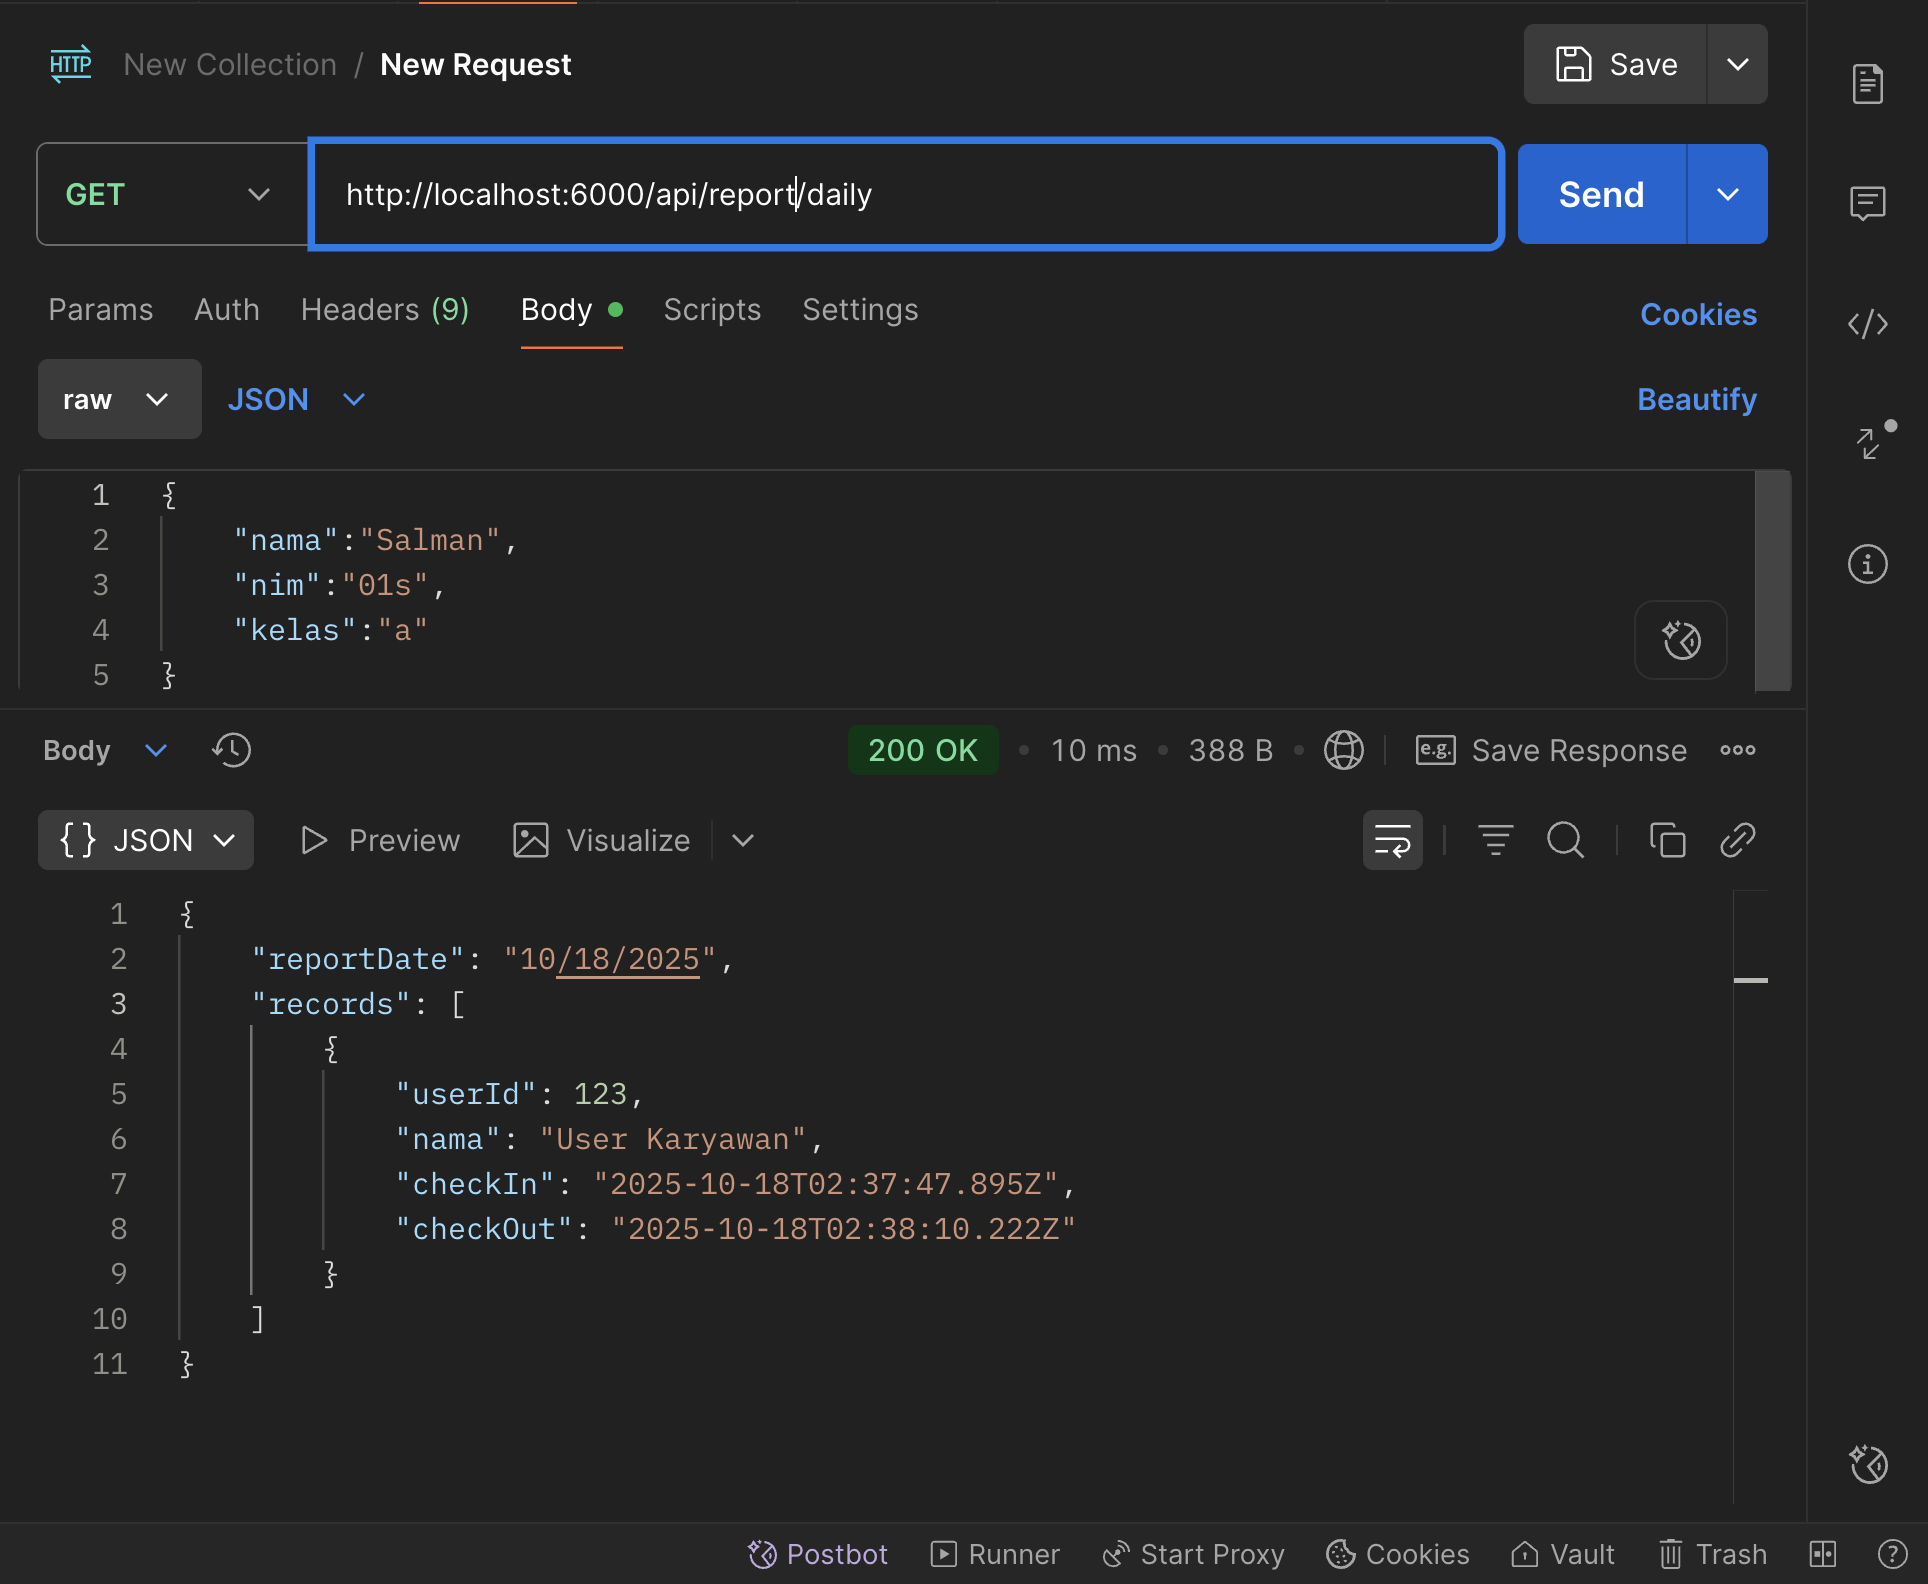 HTTP New Collection / New Request
Save
GET
http://localhost:6000/api/report/daily
Send
Params Auth Headers (9) Body Scripts Settings
Cookies
raw JSON
Beautify
1 {
2 "nama":"Salman",
3 "nim":"01s",
4 "kelas":"a"
5 }
Body
200 OK • 10 ms • 388 B •
e.g. Save Response
{} JSON Preview Visualize
1 {
2 "reportDate": "10/18/2025",
3 "records": [
4 {
5 "userId": 123,
6 "nama": "User Karyawan",
7 "checkIn": "2025-10-18T02:37:47.895Z",
8 "checkOut": "2025-10-18T02:38:10.222Z"
9 }
10 ]
11 }
Postbot Runner Start Proxy Cookies Vault Trash